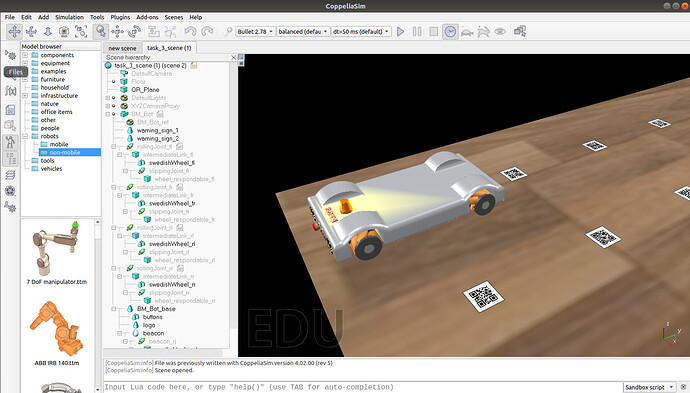 CoppeliaSim
File Edit Add Simulation Tools Plugins Add-ons Scenes Help
Bullet 2.78 balanced (defau dt=50 ms (default)
Files
Model browser
components
equipment
examples
furniture
household
infrastructure
nature
office items
other
people
robots
mobile
non-mobile
tools
vehicles
7 DoF manipulator.ttm
ABB IRB 140.ttm
new scene task_3_scene (1)
Scene hierarchy
task_3_scene (1) (scene 2)
DefaultCamera
Floor
QR_Plane
DefaultLights
XYZCameraProxy
BM_Bot
BM_Bot_ref
warning_sign_1
warning_sign_2
rollingJoint_fl
intermediateLink_fl
swedishWheel_fl
slippingJoint_fl
wheel_respondable_fl
rollingJoint_fr
intermediateLink_fr
swedishWheel_fr
slippingJoint_fr
wheel_respondable_fr
rollingJoint_rl
intermediateLink_rl
swedishWheel_rl
slippingJoint_rl
wheel_respondable_rl
rollingJoint_rr
intermediateLink_rr
swedishWheel_rr
slippingJoint_rr
wheel_respondable_rr
BM_Bot_base
buttons
logo
beacon
beacon_rj
EDU
z
x
y
[CoppeliaSim:info] File was previously written with CoppeliaSim version 4.02.00 (rev 5)
[CoppeliaSim:info] Scene opened.
Input Lua code here, or type "help()" (use TAB for auto-completion)
Sandbox script